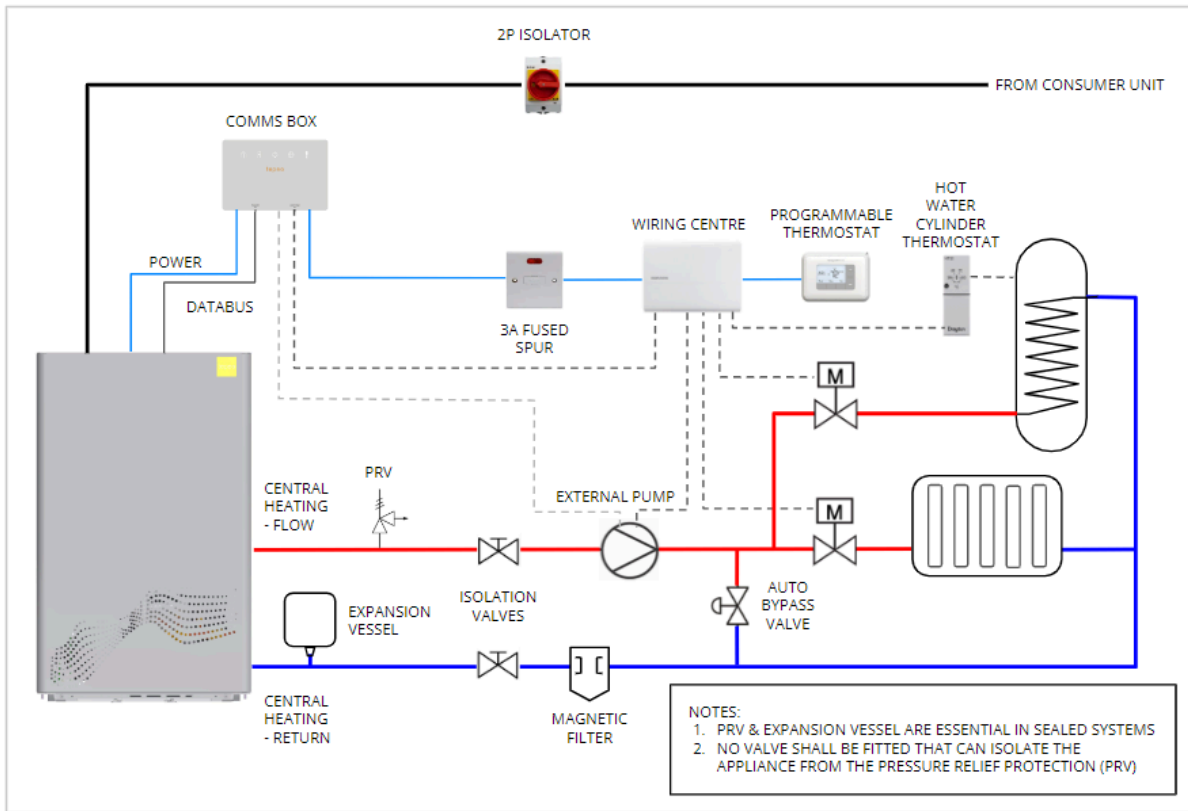 2P ISOLATOR
FROM CONSUMER UNIT
COMMS BOX
HOT
WATER
CYLINDER
THERMOSTAT
PROGRAMMABLE
THERMOSTAT
WIRING CENTRE
POWER
DATABUS
3A FUSED
SPUR
M
PRV
CENTRAL
HEATING
- FLOW
EXTERNAL PUMP
M
ISOLATION
VALVES
AUTO
BYPASS
VALVE
EXPANSION
VESSEL
CENTRAL
HEATING
- RETURN
MAGNETIC
FILTER
NOTES:
1. PRV & EXPANSION VESSEL ARE ESSENTIAL IN SEALED SYSTEMS
2. NO VALVE SHALL BE FITTED THAT CAN ISOLATE THE
APPLIANCE FROM THE PRESSURE RELIEF PROTECTION (PRV)